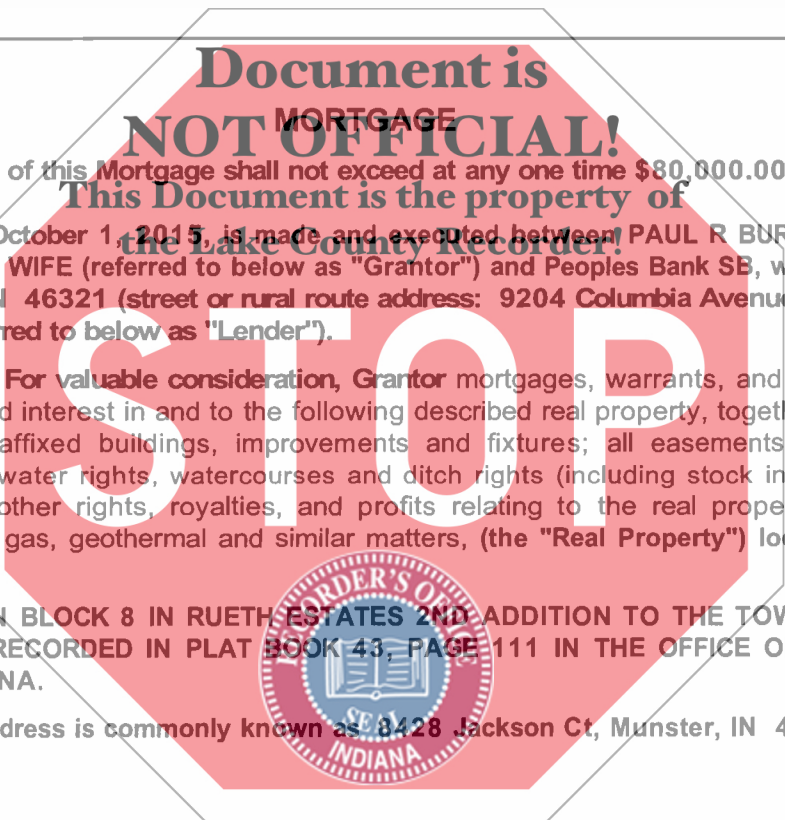 Document is
MORTGAGE
NOT OFFICIAL!
of this Mortgage shall not exceed at any one time $80,000.00
This Document is the property of
October 1, 2015, is made and executed between PAUL R BUR
the Lake County Recorder!
WIFE (referred to below as "Grantor") and Peoples Bank SB, w
46321 (street or rural route address: 9204 Columbia Avenue
red to below as "Lender").
STOP
For valuable consideration, Grantor mortgages, warrants, and
d interest in and to the following described real property, togeth
affixed buildings, improvements and fixtures; all easements
water rights, watercourses and ditch rights (including stock in
other rights, royalties, and profits relating to the real prope
gas, geothermal and similar matters, (the "Real Property") loc
N BLOCK 8 IN RUETH ESTATES 2ND ADDITION TO THE TOW
RECORDED IN PLAT BOOK 43, PAGE 111 IN THE OFFICE O
NA.
dress is commonly known as 8428 Jackson Ct, Munster, IN 4
RECORDER'S OFFICE
SEAL
INDIANA